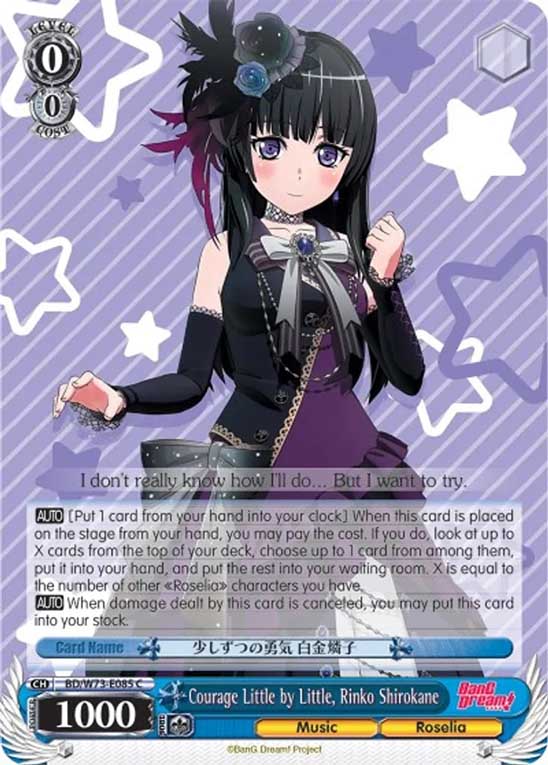 LEVEL
0
0
COST
I don't really know how I'll do... But I want to try.
AUTO [Put 1 card from your hand into your clock] When this card is placed
on the stage from your hand, you may pay the cost. If you do, look at up to
X cards from the top of your deck, choose up to 1 card from among them,
put it into your hand, and put the rest into your waiting room. X is equal to
the number of other «Roselia» characters you have.
AUTO When damage dealt by this card is canceled, you may put this card
into your stock.
Card Name 少しずつの勇気 白金燐子
CH BD/W73-E085 C
Courage Little by Little, Rinko Shirokane
BanG Dream!
POWER 1000 SOUL
Music Roselia
©BanG Dream! Project